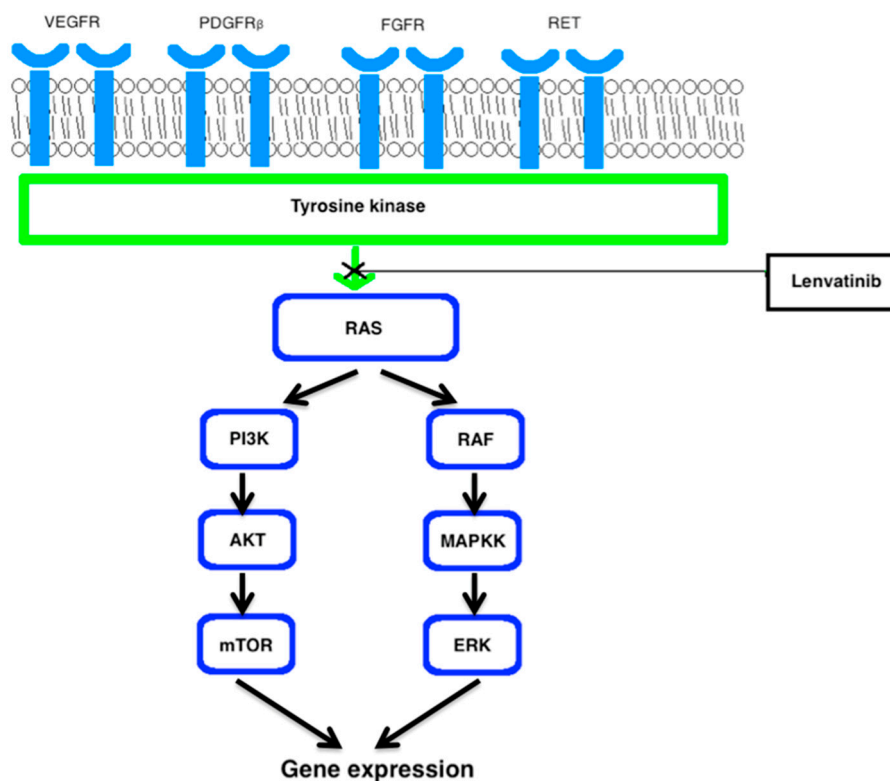 VEGFR
PDGFRβ
FGFR
RET
Tyrosine kinase
Lenvatinib
RAS
PI3K
RAF
AKT
MAPKK
mTOR
ERK
Gene expression